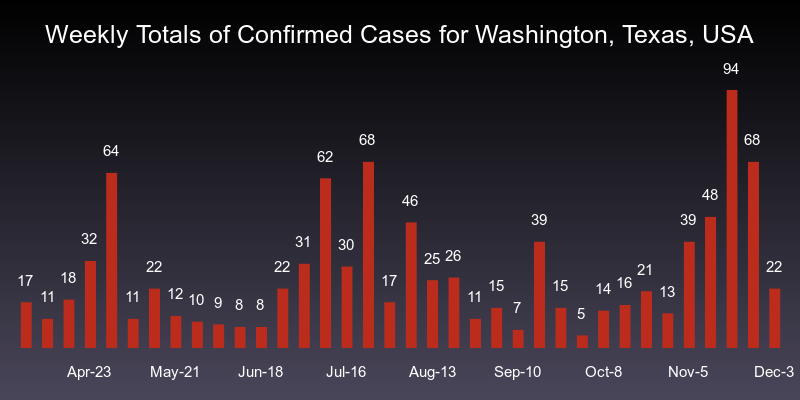 Weekly Totals of Confirmed Cases for Washington, Texas, USA
17 11 18 32 64 11 22 12 10 9 8 8 22 31 62 30 68 17 46 25 26 11 15 7 39 15 5 14 16 21 13 39 48 94 68 22
Apr-23 May-21 Jun-18 Jul-16 Aug-13 Sep-10 Oct-8 Nov-5 Dec-3